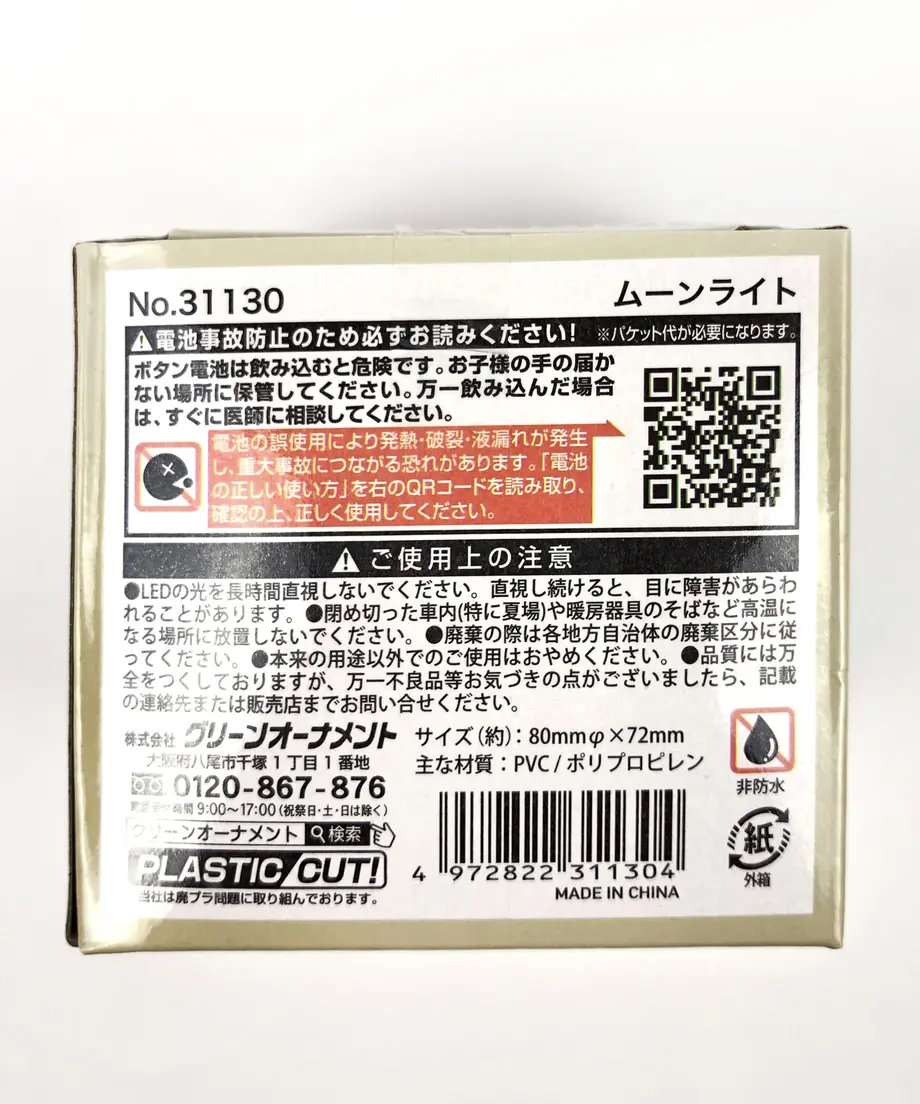 No.31130
ムーンライト
電池事故防止のため必ずお読みください! ※パケット代が必要になります。
ボタン電池は飲み込むと危険です。お子様の手の届か
ない場所に保管してください。万一飲み込んだ場合
は、すぐに医師に相談してください。
電池の誤使用により発熱・破裂・液漏れが発生
し、重大事故につながる恐れがあります。「電池
の正しい使い方」を右のQRコードを読み取り、
確認の上、正しく使用してください。
ご使用上の注意
●LEDの光を長時間直視しないでください。直視し続けると、目に障害があらわ
れることがあります。●閉め切った車内(特に夏場)や暖房器具のそばなど高温に
なる場所に放置しないでください。●廃棄の際は各地方自治体の廃棄区分に従
ってください。●本来の用途以外でのご使用はおやめください。●品質には万
全をつくしておりますが、万一不良品等お気づきの点がございましたら、記載
の連絡先または販売店までお問い合せください。
株式会社 グリーンオーナメント
大阪府八尾市千塚1丁目1番地
0120-867-876
電話受付時間 9:00〜17:00(祝祭日・土・日は除く)
グリーンオーナメント 検索
PLASTIC/CUT!
当社は廃プラ問題に取り組んでおります。
サイズ(約):80mmφ×72mm
主な材質:PVC/ポリプロピレン
4 972822 311304
MADE IN CHINA
非防水
紙
外箱